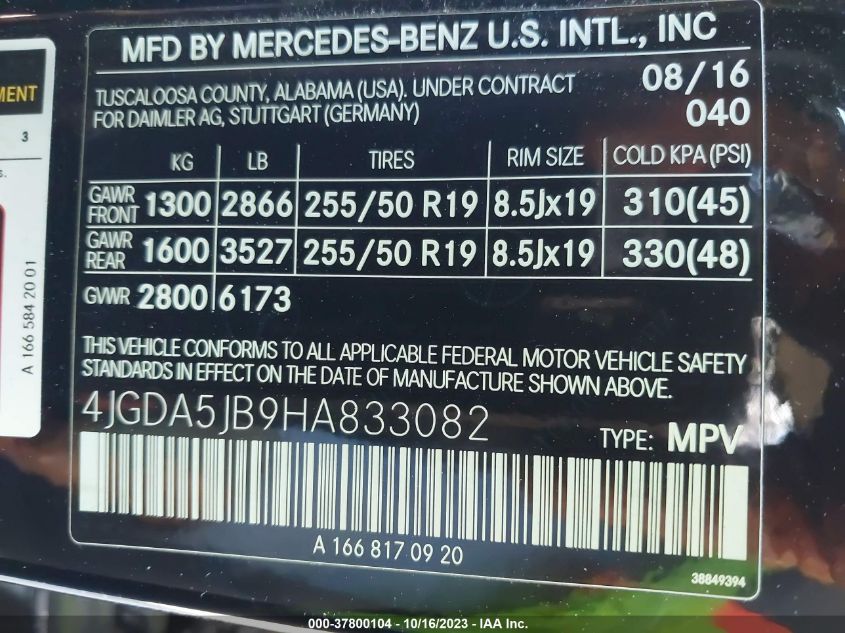 MFD BY MERCEDES-BENZ U.S. INTL., INC
TUSCALOOSA COUNTY, ALABAMA (USA). UNDER CONTRACT
FOR DAIMLER AG, STUTTGART (GERMANY)
08/16
040
KG LB TIRES RIM SIZE COLD KPA (PSI)
GAWR FRONT 1300 2866 255/50 R19 8.5Jx19 310(45)
GAWR REAR 1600 3527 255/50 R19 8.5Jx19 330(48)
GVWR 2800 6173
THIS VEHICLE CONFORMS TO ALL APPLICABLE FEDERAL MOTOR VEHICLE SAFETY
STANDARDS IN EFFECT ON THE DATE OF MANUFACTURE SHOWN ABOVE.
4JGDA5JB9HA833082
TYPE: MPV
A 166 817 09 20
38849394
3
A 166 584 20 01
000-37800104 - 10/16/2023 - IAA Inc.